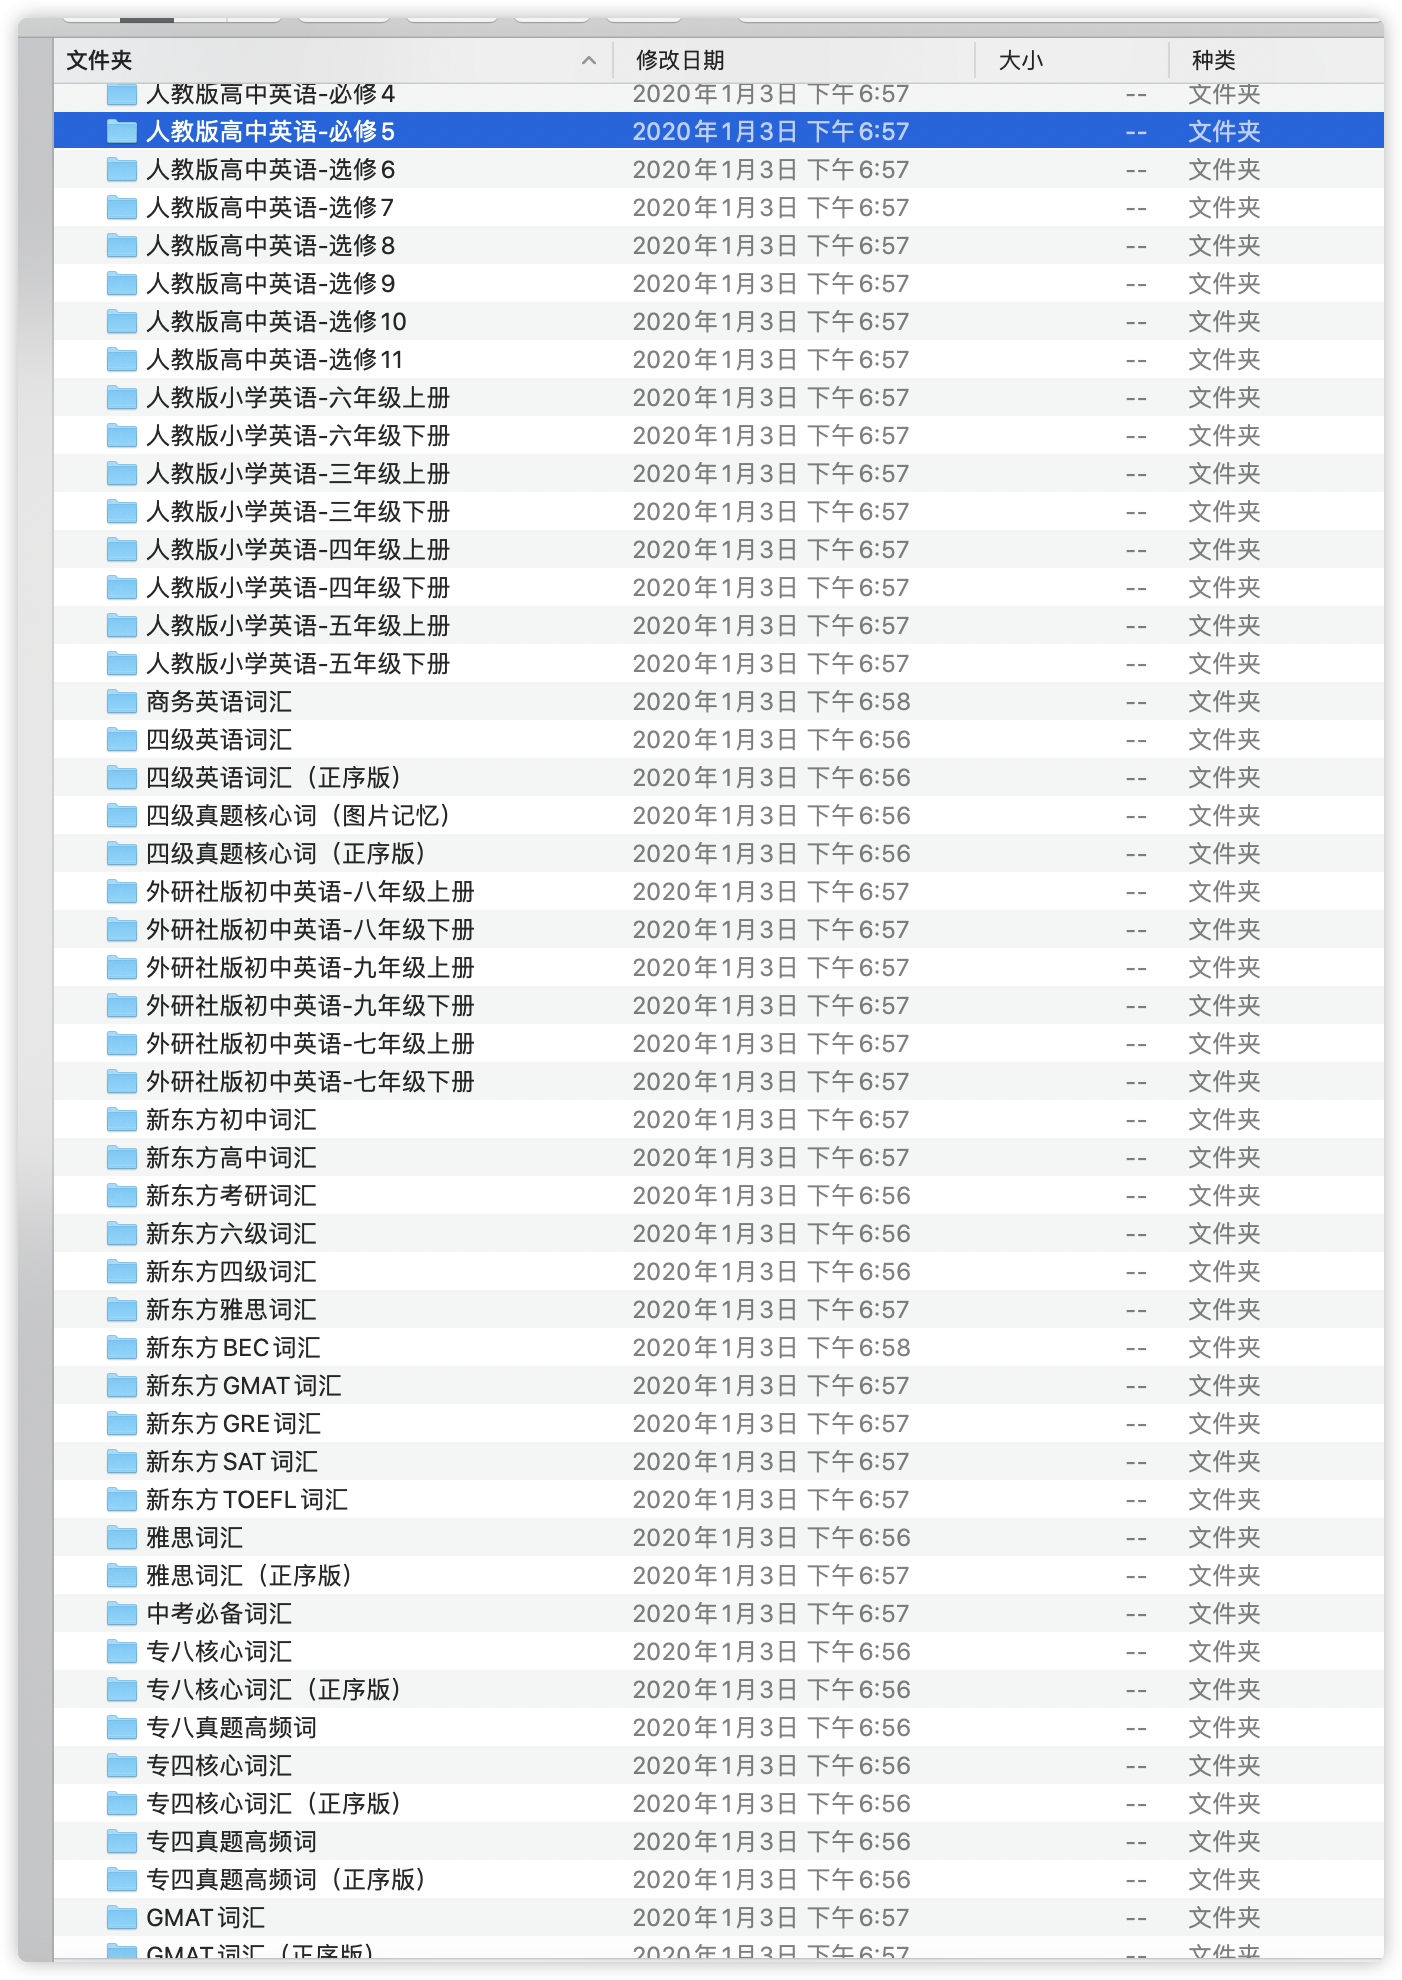 文件夹 修改日期 大小 种类
人教版高中英语-必修4 2020年1月3日 下午6:57 -- 文件夹
人教版高中英语-必修5 2020年1月3日 下午6:57 -- 文件夹
人教版高中英语-选修6 2020年1月3日 下午6:57 -- 文件夹
人教版高中英语-选修7 2020年1月3日 下午6:57 -- 文件夹
人教版高中英语-选修8 2020年1月3日 下午6:57 -- 文件夹
人教版高中英语-选修9 2020年1月3日 下午6:57 -- 文件夹
人教版高中英语-选修10 2020年1月3日 下午6:57 -- 文件夹
人教版高中英语-选修11 2020年1月3日 下午6:57 -- 文件夹
人教版小学英语-六年级上册 2020年1月3日 下午6:57 -- 文件夹
人教版小学英语-六年级下册 2020年1月3日 下午6:57 -- 文件夹
人教版小学英语-三年级上册 2020年1月3日 下午6:57 -- 文件夹
人教版小学英语-三年级下册 2020年1月3日 下午6:57 -- 文件夹
人教版小学英语-四年级上册 2020年1月3日 下午6:57 -- 文件夹
人教版小学英语-四年级下册 2020年1月3日 下午6:57 -- 文件夹
人教版小学英语-五年级上册 2020年1月3日 下午6:57 -- 文件夹
人教版小学英语-五年级下册 2020年1月3日 下午6:57 -- 文件夹
商务英语词汇 2020年1月3日 下午6:58 -- 文件夹
四级英语词汇 2020年1月3日 下午6:56 -- 文件夹
四级英语词汇（正序版） 2020年1月3日 下午6:56 -- 文件夹
四级真题核心词（图片记忆） 2020年1月3日 下午6:56 -- 文件夹
四级真题核心词（正序版） 2020年1月3日 下午6:56 -- 文件夹
外研社版初中英语-八年级上册 2020年1月3日 下午6:57 -- 文件夹
外研社版初中英语-八年级下册 2020年1月3日 下午6:57 -- 文件夹
外研社版初中英语-九年级上册 2020年1月3日 下午6:57 -- 文件夹
外研社版初中英语-九年级下册 2020年1月3日 下午6:57 -- 文件夹
外研社版初中英语-七年级上册 2020年1月3日 下午6:57 -- 文件夹
外研社版初中英语-七年级下册 2020年1月3日 下午6:57 -- 文件夹
新东方初中词汇 2020年1月3日 下午6:57 -- 文件夹
新东方高中词汇 2020年1月3日 下午6:57 -- 文件夹
新东方考研词汇 2020年1月3日 下午6:56 -- 文件夹
新东方六级词汇 2020年1月3日 下午6:56 -- 文件夹
新东方四级词汇 2020年1月3日 下午6:56 -- 文件夹
新东方雅思词汇 2020年1月3日 下午6:57 -- 文件夹
新东方BEC词汇 2020年1月3日 下午6:58 -- 文件夹
新东方GMAT词汇 2020年1月3日 下午6:57 -- 文件夹
新东方GRE词汇 2020年1月3日 下午6:57 -- 文件夹
新东方SAT词汇 2020年1月3日 下午6:57 -- 文件夹
新东方TOEFL词汇 2020年1月3日 下午6:57 -- 文件夹
雅思词汇 2020年1月3日 下午6:56 -- 文件夹
雅思词汇（正序版） 2020年1月3日 下午6:57 -- 文件夹
中考必备词汇 2020年1月3日 下午6:57 -- 文件夹
专八核心词汇 2020年1月3日 下午6:56 -- 文件夹
专八核心词汇（正序版） 2020年1月3日 下午6:56 -- 文件夹
专八真题高频词 2020年1月3日 下午6:56 -- 文件夹
专四核心词汇 2020年1月3日 下午6:56 -- 文件夹
专四核心词汇（正序版） 2020年1月3日 下午6:56 -- 文件夹
专四真题高频词 2020年1月3日 下午6:56 -- 文件夹
专四真题高频词（正序版） 2020年1月3日 下午6:56 -- 文件夹
GMAT词汇 2020年1月3日 下午6:57 -- 文件夹
GMAT词汇（正序版） 2020年1月3日 下午6:57 -- 文件夹